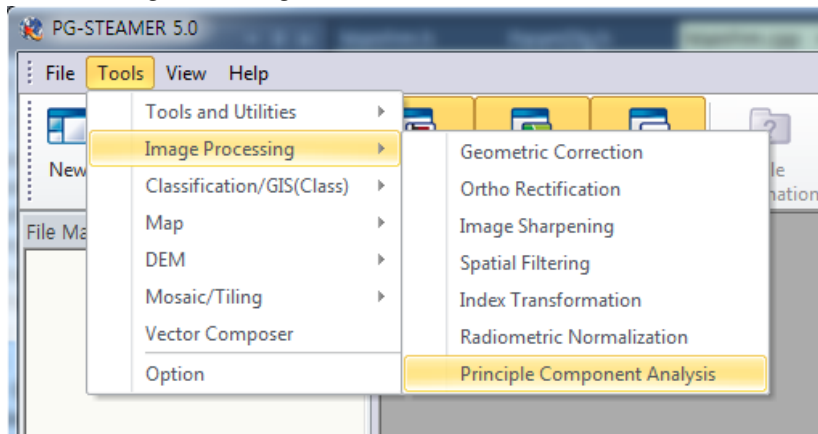 PG-STEAMER 5.0
File Tools View Help
New
File Ma
Tools and Utilities
Image Processing
Classification/GIS(Class)
Map
DEM
Mosaic/Tiling
Vector Composer
Option
Geometric Correction
Ortho Rectification
Image Sharpening
Spatial Filtering
Index Transformation
Radiometric Normalization
Principle Component Analysis
le
nation